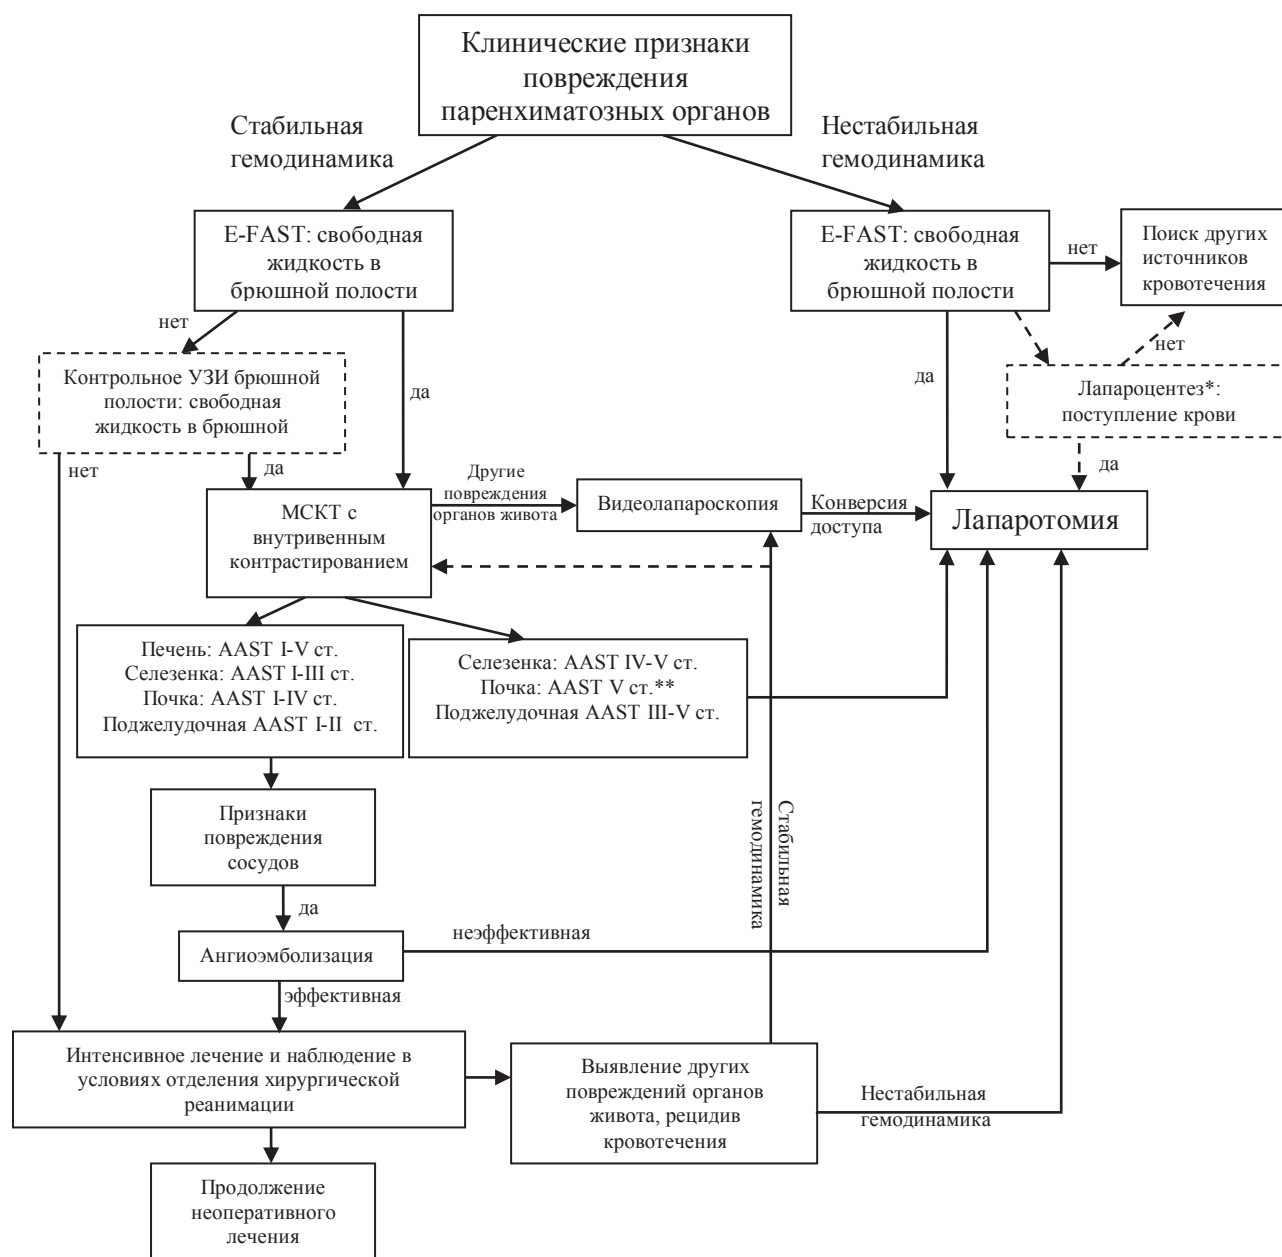 Клинические признаки
повреждения
паренхиматозных органов
Стабильная
гемодинамика
Нестабильная
гемодинамика
E-FAST: свободная
жидкость в
брюшной полости
E-FAST: свободная
жидкость в
брюшной полости
нет
Поиск других
источников
кровотечения
нет
да
да
нет
Контрольное УЗИ брюшной
полости: свободная
жидкость в брюшной
Лапароцентез*:
поступление крови
нет
да
да
МСКТ с
внутривенным
контрастированием
Другие
повреждения
органов живота
Видеолапароскопия
Конверсия
доступа
Лапаротомия
Печень: AAST I-V ст.
Селезенка: AAST I-III ст.
Почка: AAST I-IV ст.
Поджелудочная AAST I-II ст.
Селезенка: AAST IV-V ст.
Почка: AAST V ст.**
Поджелудочная AAST III-V ст.
Признаки
повреждения
сосудов
да
Стабильная
гемодинамика
Ангиоэмболизация
неэффективная
эффективная
Интенсивное лечение и наблюдение в
условиях отделения хирургической
реанимации
Выявление других
повреждений органов
живота, рецидив
кровотечения
Нестабильная
гемодинамика
Продолжение
неоперативного
лечения